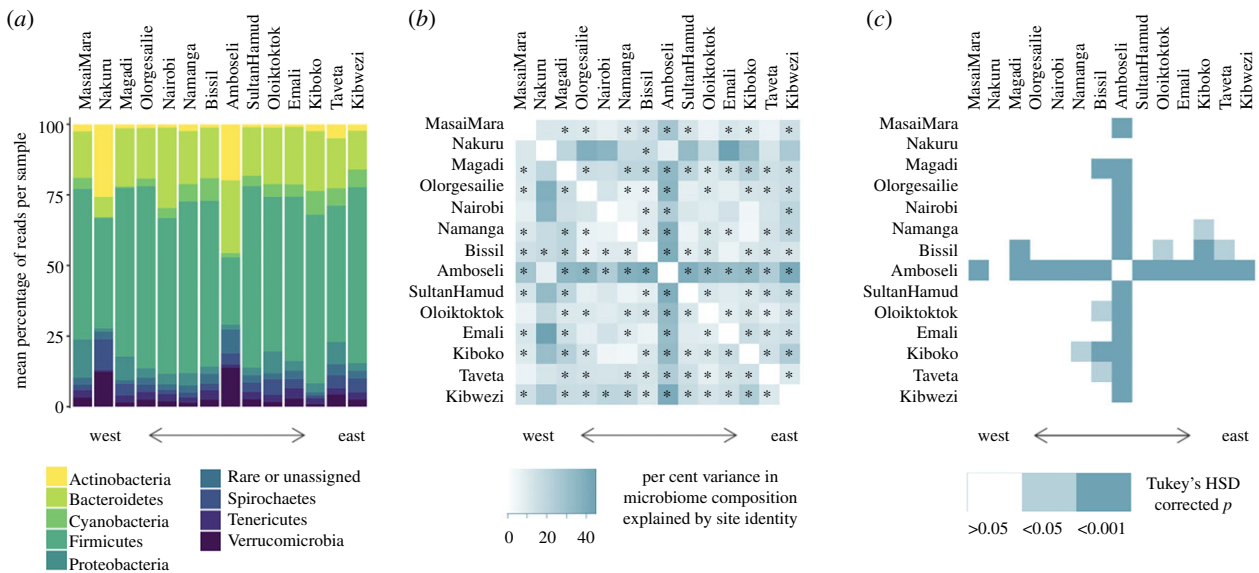 (a)
MasaiMara
Nakuru
Magadi
Olorgesailie
Nairobi
Namanga
Bissil
Amboseli
SultanHamud
Oloiktoktok
Emali
Kiboko
Taveta
Kibwezi
mean percentage of reads per sample
100
75
50
25
0
west
east
Actinobacteria
Bacteroidetes
Cyanobacteria
Firmicutes
Proteobacteria
Rare or unassigned
Spirochaetes
Tenericutes
Verrucomicrobia
(b)
MasaiMara
Nakuru
Magadi
Olorgesailie
Nairobi
Namanga
Bissil
Amboseli
SultanHamud
Oloiktoktok
Emali
Kiboko
Taveta
Kibwezi
MasaiMara
Nakuru
Magadi
Olorgesailie
Nairobi
Namanga
Bissil
Amboseli
SultanHamud
Oloiktoktok
Emali
Kiboko
Taveta
Kibwezi
west
east
0 20 40
per cent variance in
microbiome composition
explained by site identity
(c)
MasaiMara
Nakuru
Magadi
Olorgesailie
Nairobi
Namanga
Bissil
Amboseli
SultanHamud
Oloiktoktok
Emali
Kiboko
Taveta
Kibwezi
MasaiMara
Nakuru
Magadi
Olorgesailie
Nairobi
Namanga
Bissil
Amboseli
SultanHamud
Oloiktoktok
Emali
Kiboko
Taveta
Kibwezi
west
east
>0.05 <0.05 <0.001
Tukey's HSD
corrected p